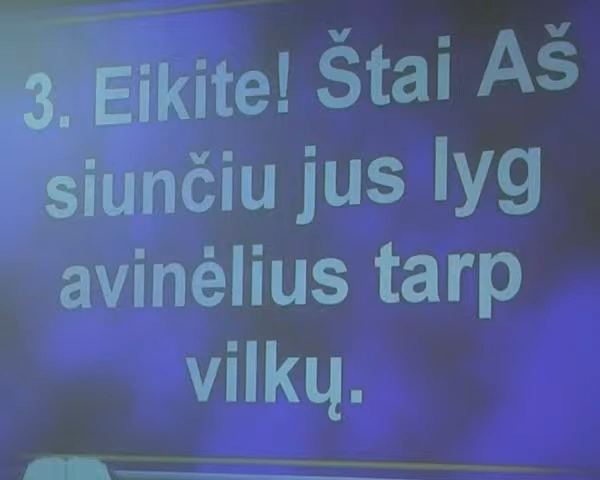 3. Eikite! Štai Aš
siunčiu jus lyg
avinėlius tarp
vilkų.